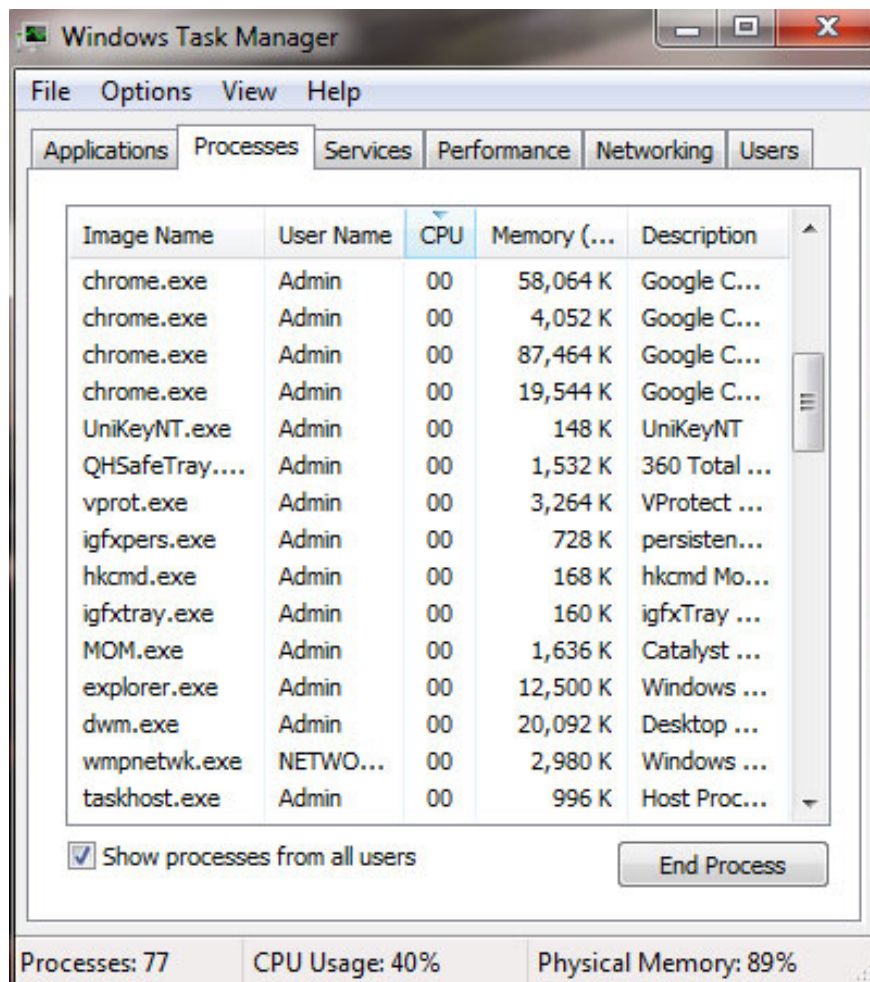 Windows Task Manager
File Options View Help
Applications Processes Services Performance Networking Users
Image Name User Name CPU Memory (... Description
chrome.exe Admin 00 58,064 K Google C...
chrome.exe Admin 00 4,052 K Google C...
chrome.exe Admin 00 87,464 K Google C...
chrome.exe Admin 00 19,544 K Google C...
UniKeyNT.exe Admin 00 148 K UniKeyNT
QHSafeTray.... Admin 00 1,532 K 360 Total ...
vprot.exe Admin 00 3,264 K VProtect ...
igfxpers.exe Admin 00 728 K persisten...
hkcmd.exe Admin 00 168 K hkcmd Mo...
igfxtray.exe Admin 00 160 K igfxTray ...
MOM.exe Admin 00 1,636 K Catalyst ...
explorer.exe Admin 00 12,500 K Windows ...
dwm.exe Admin 00 20,092 K Desktop ...
wmpnetwk.exe NETWO... 00 2,980 K Windows ...
taskhost.exe Admin 00 996 K Host Proc...
Show processes from all users
End Process
Processes: 77 CPU Usage: 40% Physical Memory: 89%